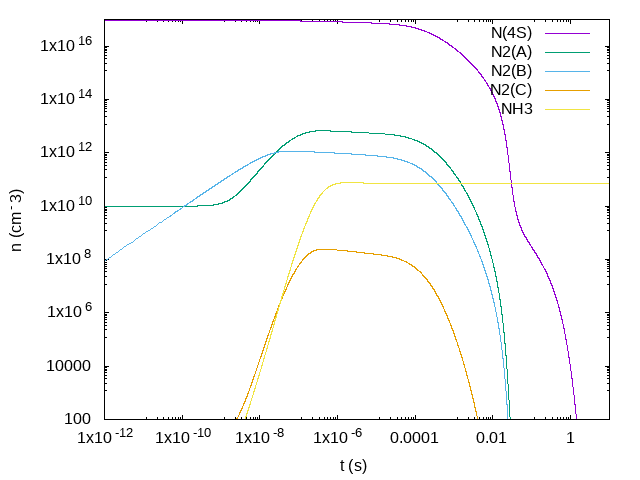 1x10^16
1x10^14
1x10^12
1x10^10
1x10^8
1x10^6
10000
100
n (cm^-3)
N(4S)
N2(A)
N2(B)
N2(C)
NH3
1x10^-12
1x10^-10
1x10^-8
1x10^-6
0.0001
0.01
1
t (s)